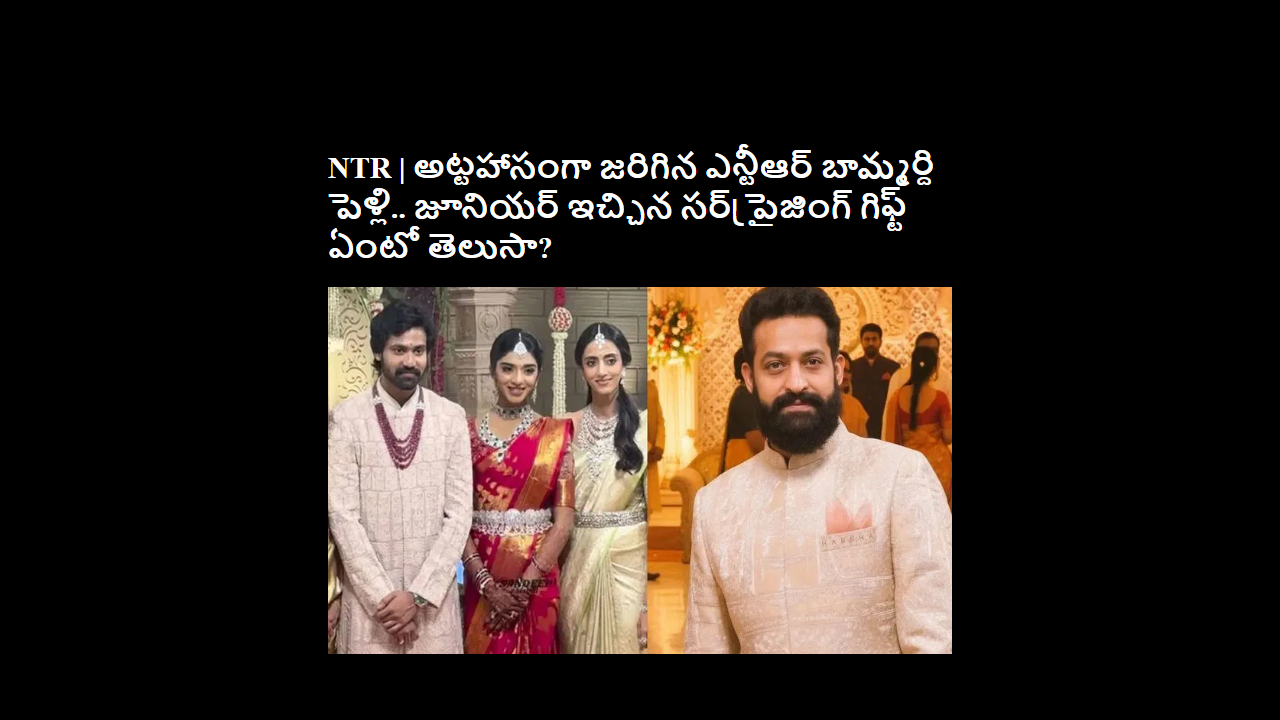 NTR | అట్టహాసంగా జరిగిన ఎన్టీఆర్ బామ్మర్ది
పెళ్లి.. జూనియర్ ఇచ్చిన సర్‌ప్రైజింగ్ గిఫ్ట్
ఏంటో తెలుసా?